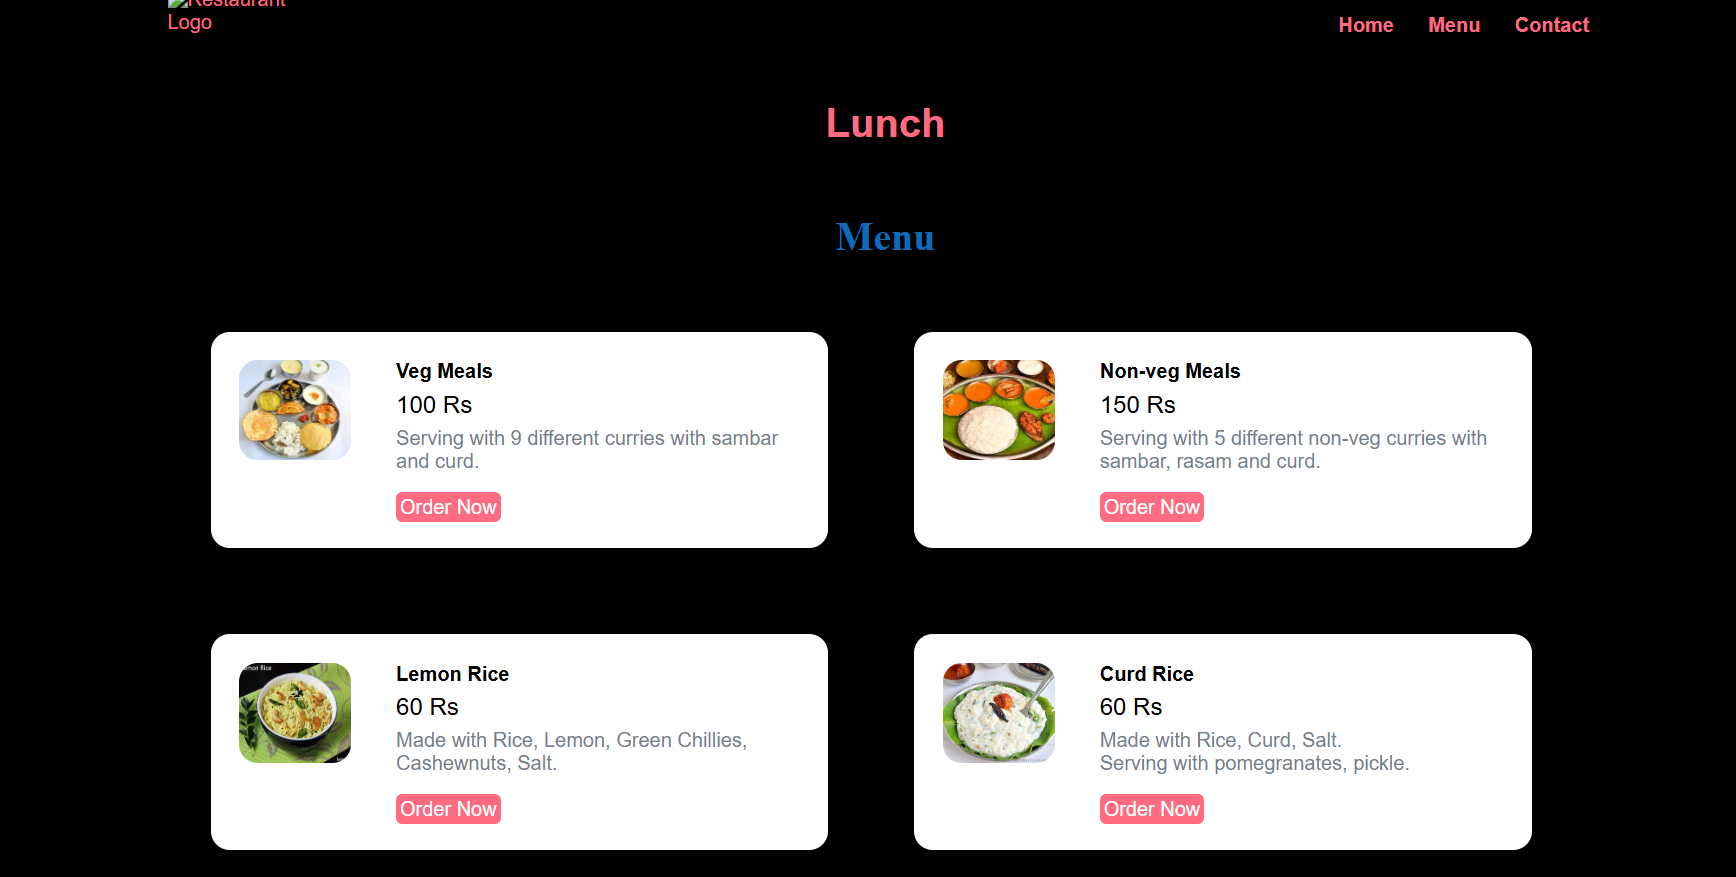 Restaurant
Logo
Home Menu Contact
Lunch
Menu
Veg Meals
100 Rs
Serving with 9 different curries with sambar
and curd.
Order Now
Non-veg Meals
150 Rs
Serving with 5 different non-veg curries with
sambar, rasam and curd.
Order Now
Lemon Rice
Lemon Rice
60 Rs
Made with Rice, Lemon, Green Chillies,
Cashewnuts, Salt.
Order Now
Curd Rice
60 Rs
Made with Rice, Curd, Salt.
Serving with pomegranates, pickle.
Order Now